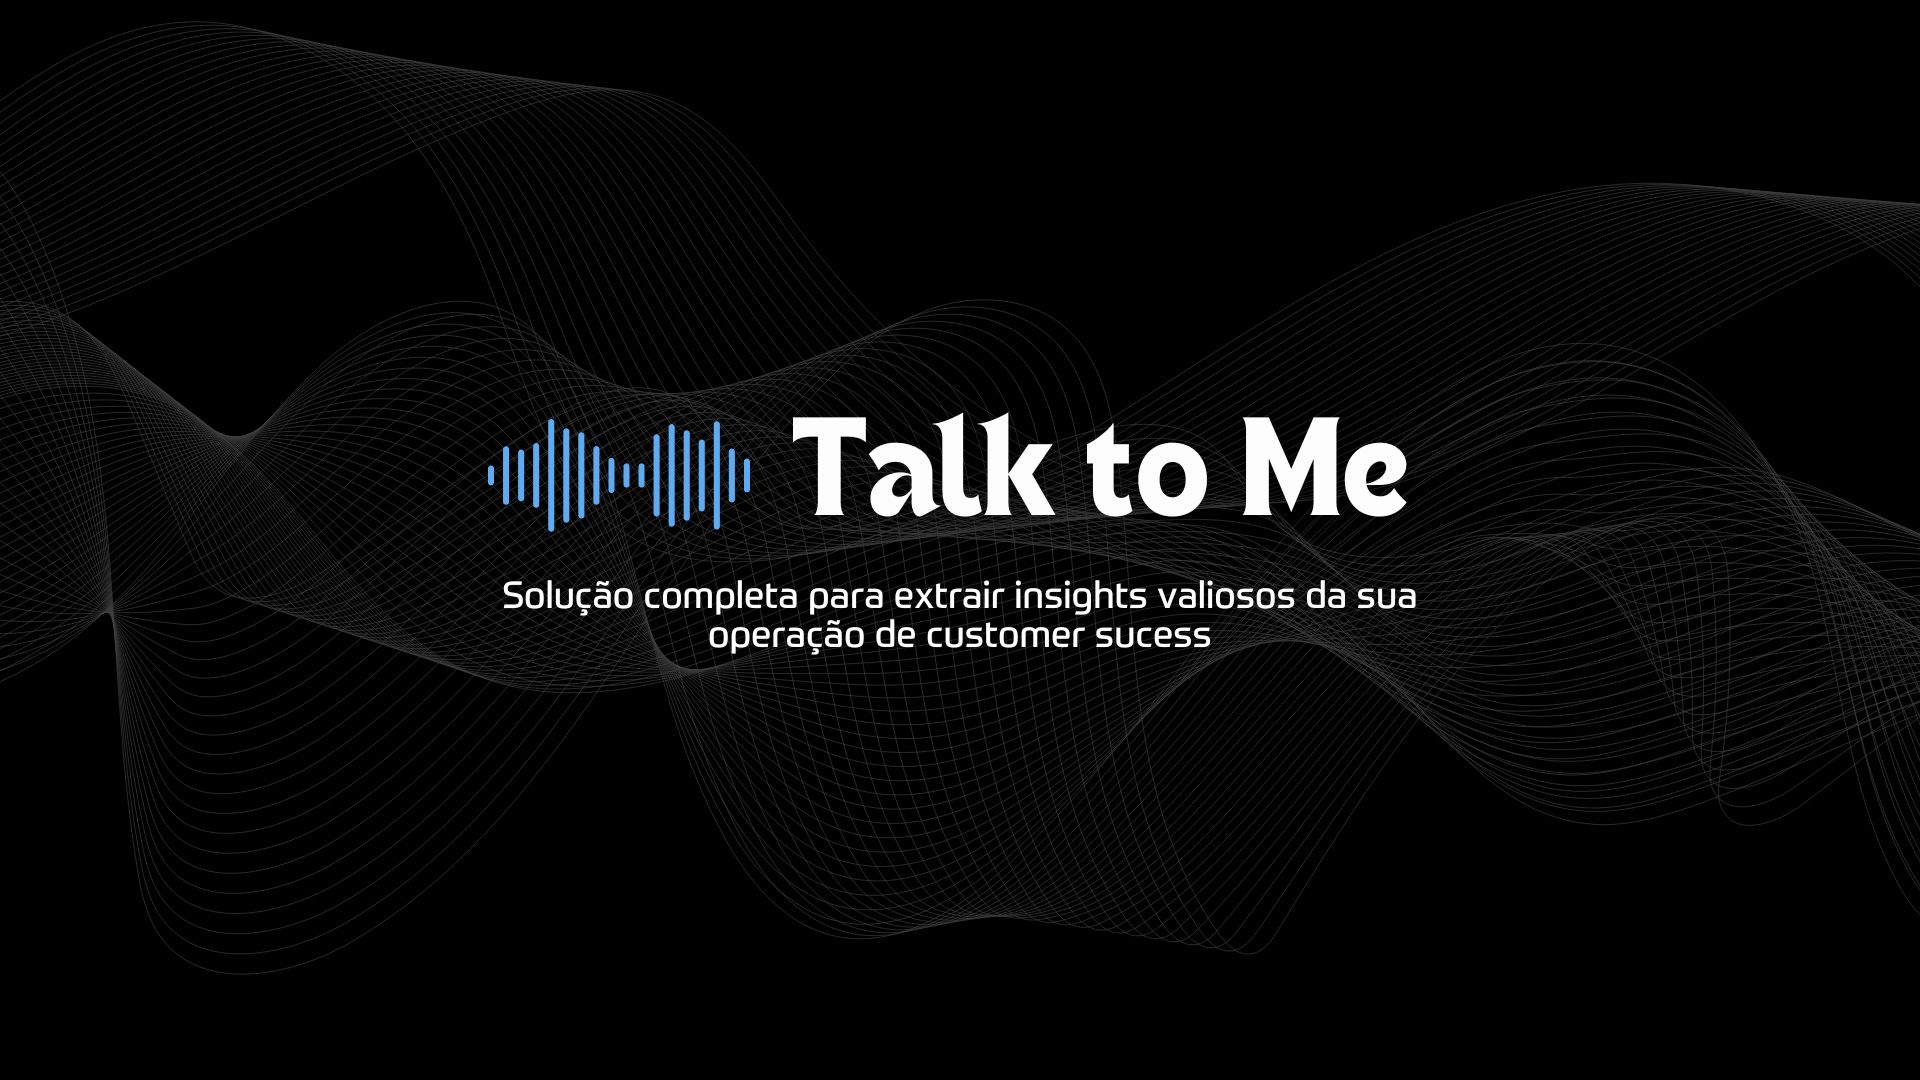 Talk to Me
Solução completa para extrair insights valiosos da sua
operação de customer sucess